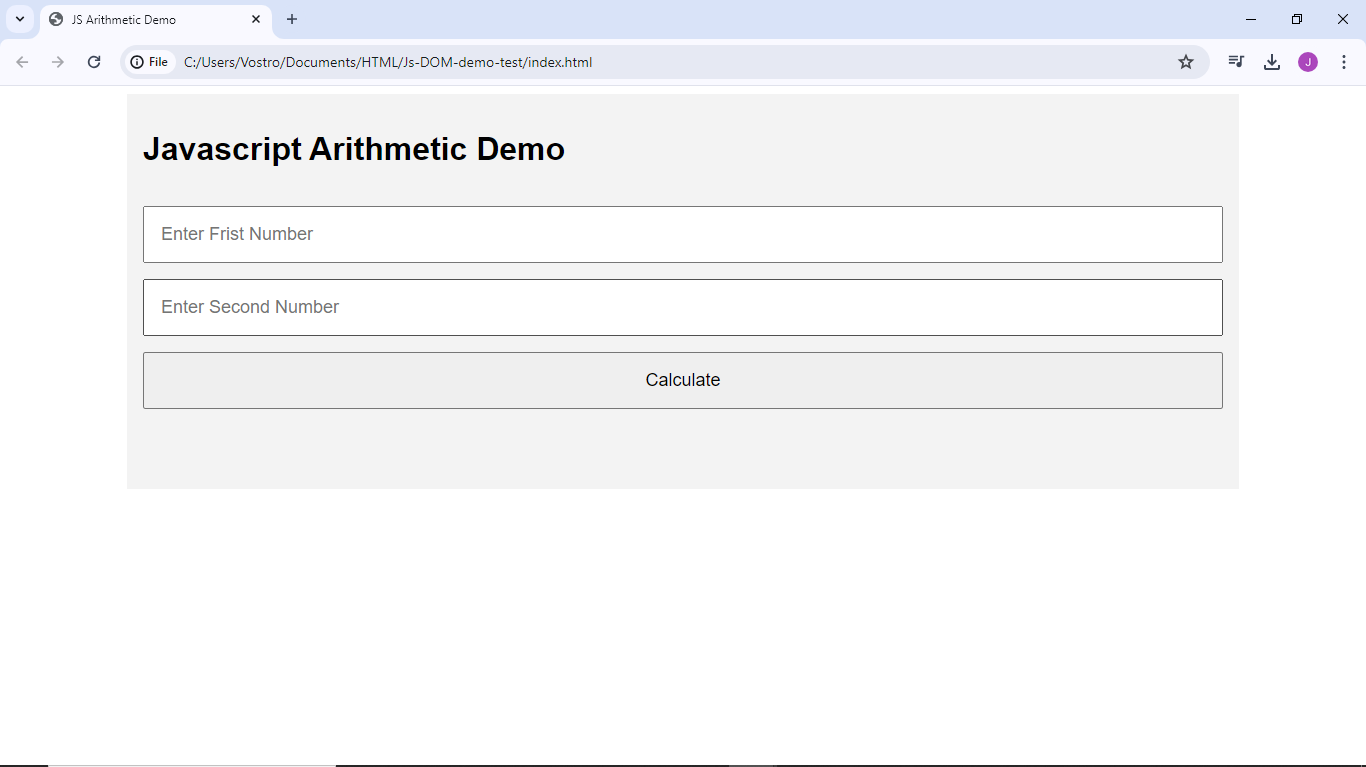 JS Arithmetic Demo
File C:/Users/Vostro/Documents/HTML/Js-DOM-demo-test/index.html
J
Javascript Arithmetic Demo
Enter Frist Number
Enter Second Number
Calculate